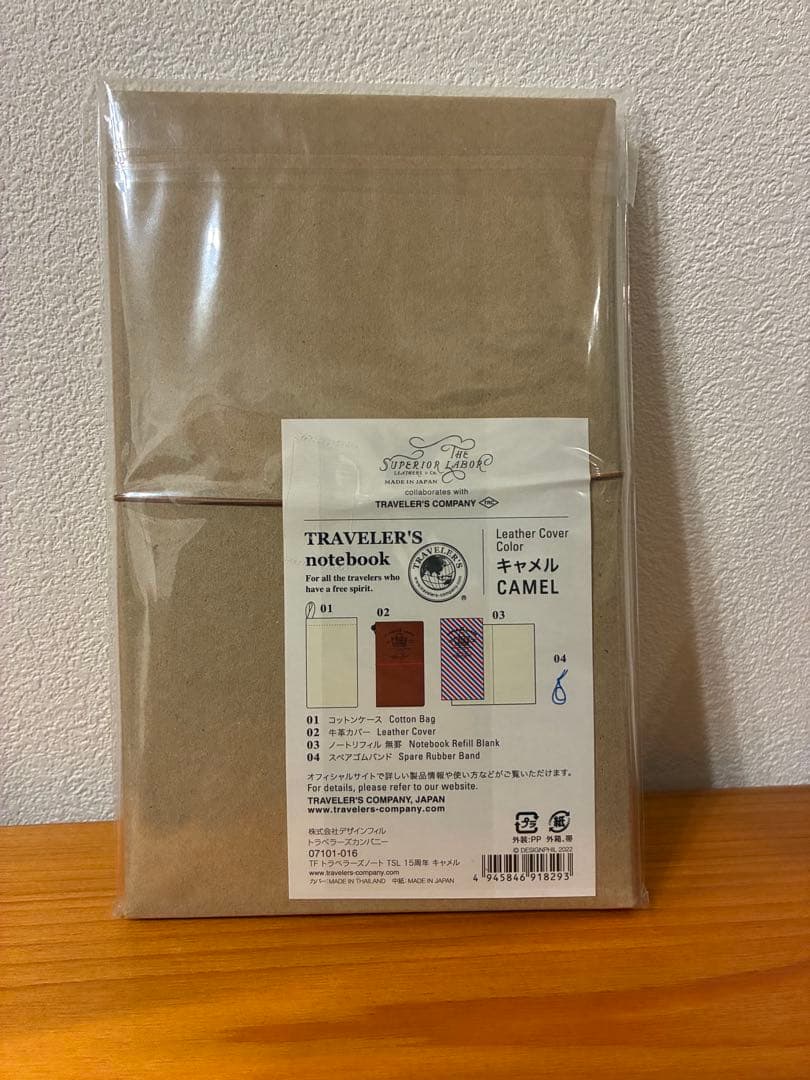 THE
SUPERIOR LABOR
LEATHERS & Co.
MADE IN JAPAN
collaborates with
TRAVELER'S COMPANY TRC
TRAVELER'S
notebook
For all the travelers who
have a free spirit.
TRAVELER'S
www.travelers-company.com
®
Leather Cover
Color
キャメル
CAMEL
01
02
03
04
01 コットンケース Cotton Bag
02 牛革カバー Leather Cover
03 ノートリフィル 無罫 Notebook Refill Blank
04 スペアゴムバンド Spare Rubber Band
オフィシャルサイトで詳しい製品情報や使い方などがご覧いただけます。
For details, please refer to our website.
TRAVELER'S COMPANY, JAPAN
www.travelers-company.com
株式会社デザインフィル
トラベラーズカンパニー
07101-016
TF トラベラーズノート TSL 15周年 キャメル
www.travelers-company.com
カバー:MADE IN THAILAND 中紙:MADE IN JAPAN
プラ 紙
外装:PP 外箱、帯
© DESIGNPHIL 2022
4 945846 918293